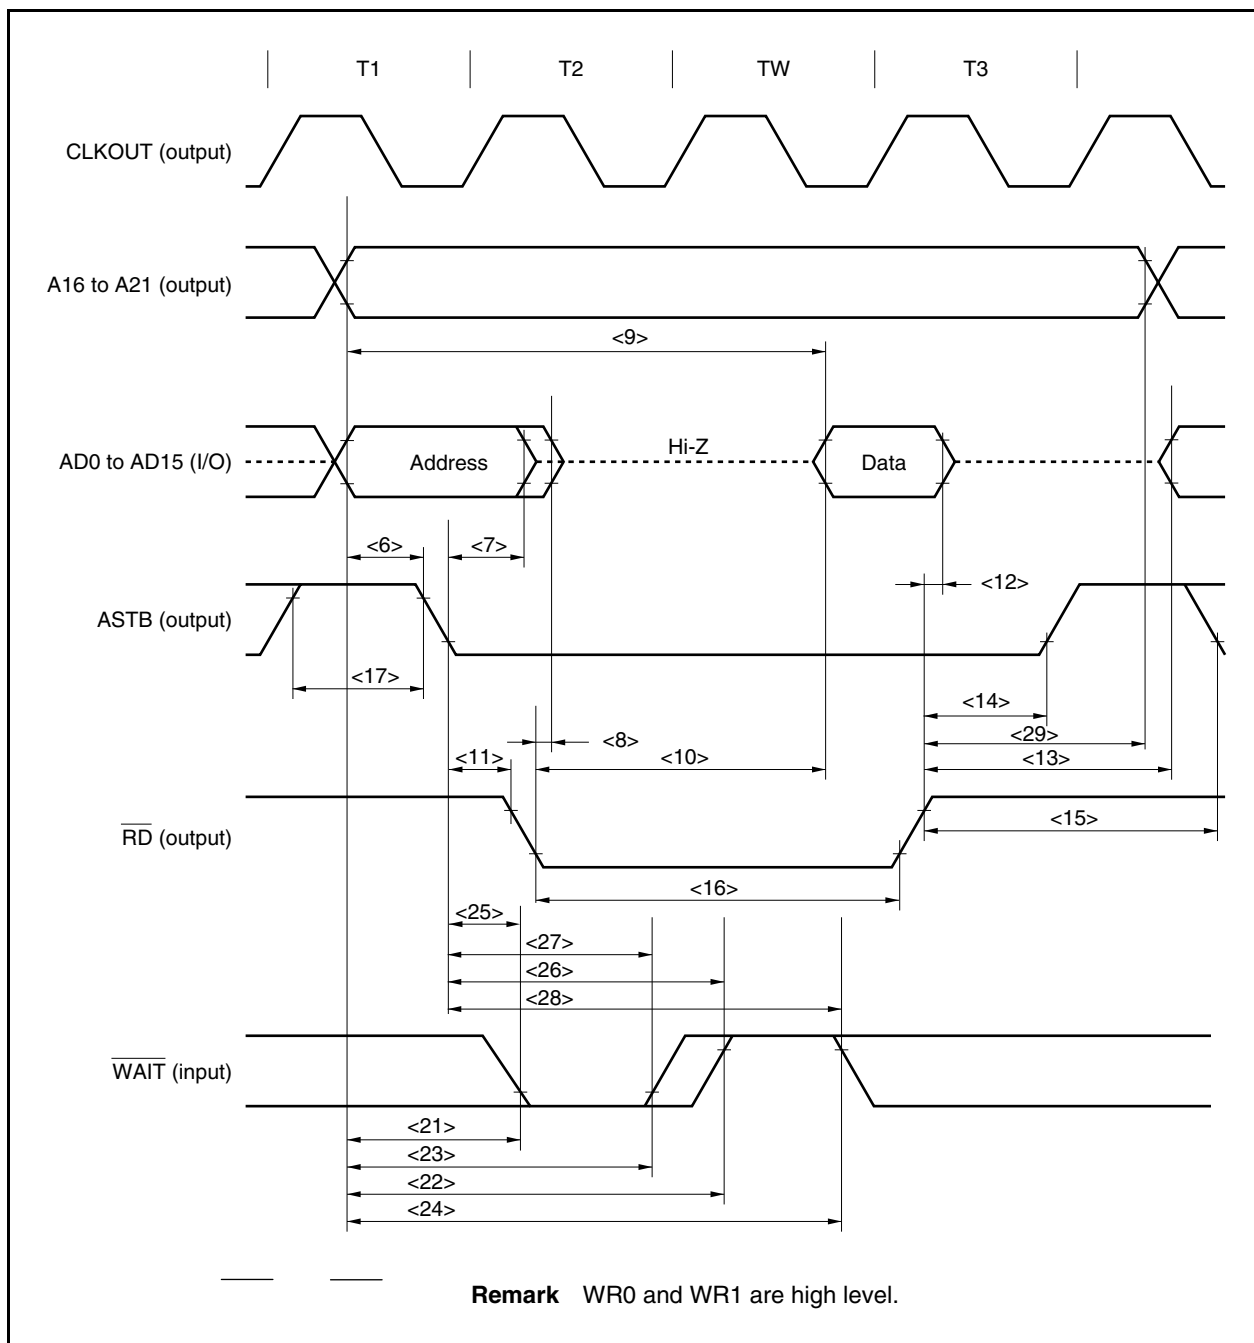 T1 T2 TW T3
CLKOUT (output)
A16 to A21 (output)
<9>
AD0 to AD15 (I/O)
Address
Hi-Z
Data
<6>
<7>
<12>
ASTB (output)
<17>
<14>
<29>
<8>
<11>
<10>
<13>
RD (output)
<15>
<16>
<25>
<27>
<26>
<28>
WAIT (input)
<21>
<23>
<22>
<24>
Remark WR0 and WR1 are high level.